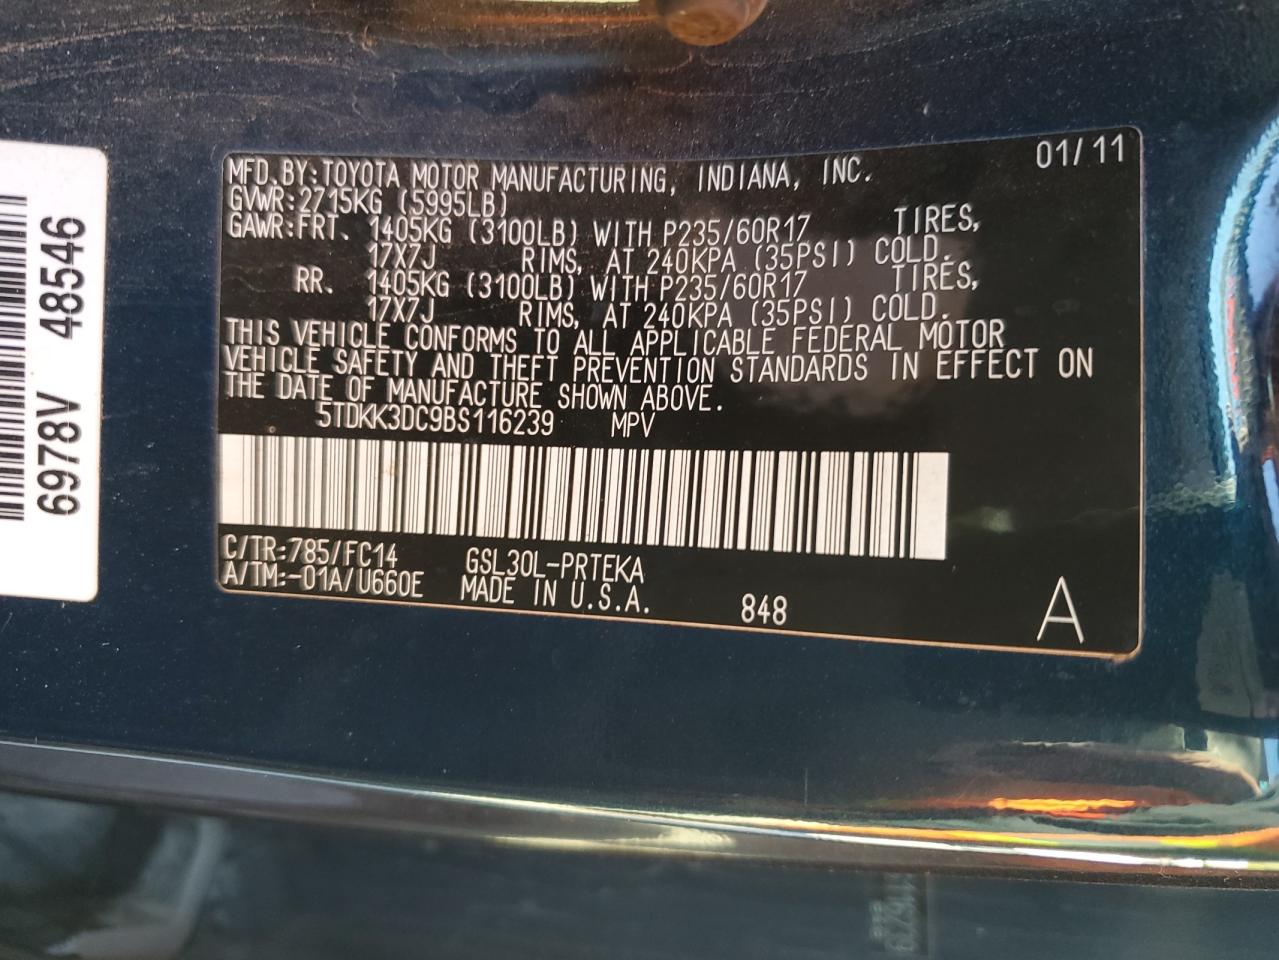 01/11
MFD.BY:TOYOTA MOTOR MANUFACTURING, INDIANA, INC.
GVWR:2715KG (5995LB)
GAWR:FRT. 1405KG (3100LB) WITH P235/60R17 TIRES,
17X7J RIMS, AT 240KPA (35PSI) COLD.
RR. 1405KG (3100LB) WITH P235/60R17 TIRES,
17X7J RIMS, AT 240KPA (35PSI) COLD.
THIS VEHICLE CONFORMS TO ALL APPLICABLE FEDERAL MOTOR
VEHICLE SAFETY AND THEFT PREVENTION STANDARDS IN EFFECT ON
THE DATE OF MANUFACTURE SHOWN ABOVE.
5TDKK3DC9BS116239 MPV
C/TR:785/FC14 GSL30L-PRTEKA
A/TM:-01A/U660E MADE IN U.S.A.
848
A
6978V 48546